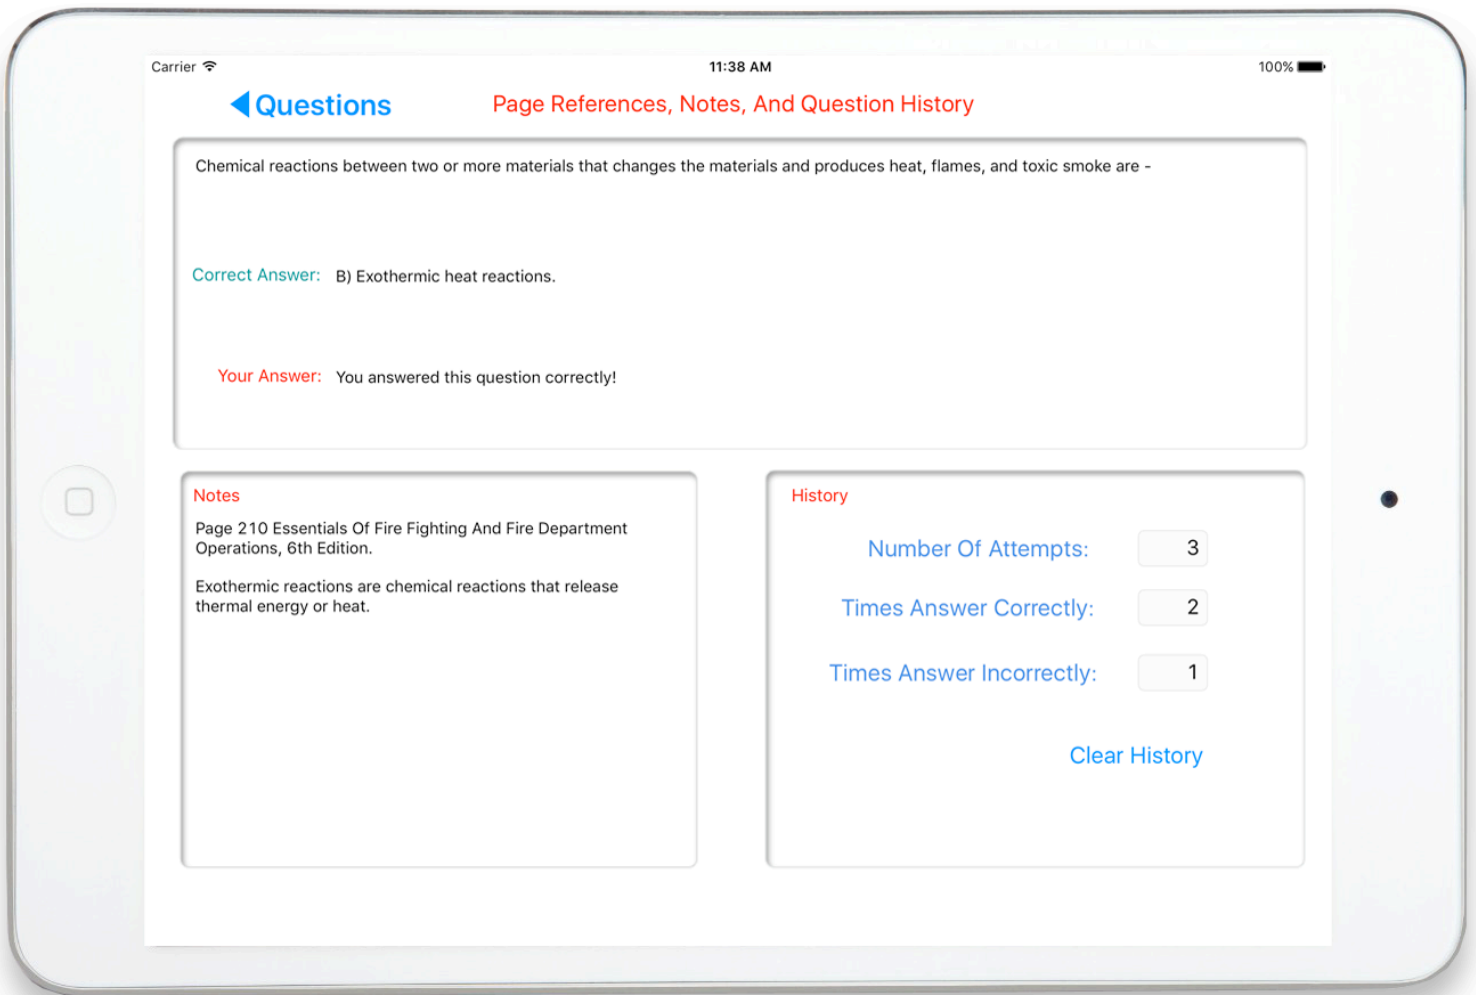 Carrier
11:38 AM
100%
Questions
Page References, Notes, And Question History
Chemical reactions between two or more materials that changes the materials and produces heat, flames, and toxic smoke are -
Correct Answer: B) Exothermic heat reactions.
Your Answer: You answered this question correctly!
Notes
Page 210 Essentials Of Fire Fighting And Fire Department
Operations, 6th Edition.
Exothermic reactions are chemical reactions that release
thermal energy or heat.
History
Number Of Attempts: 3
Times Answer Correctly: 2
Times Answer Incorrectly: 1
Clear History